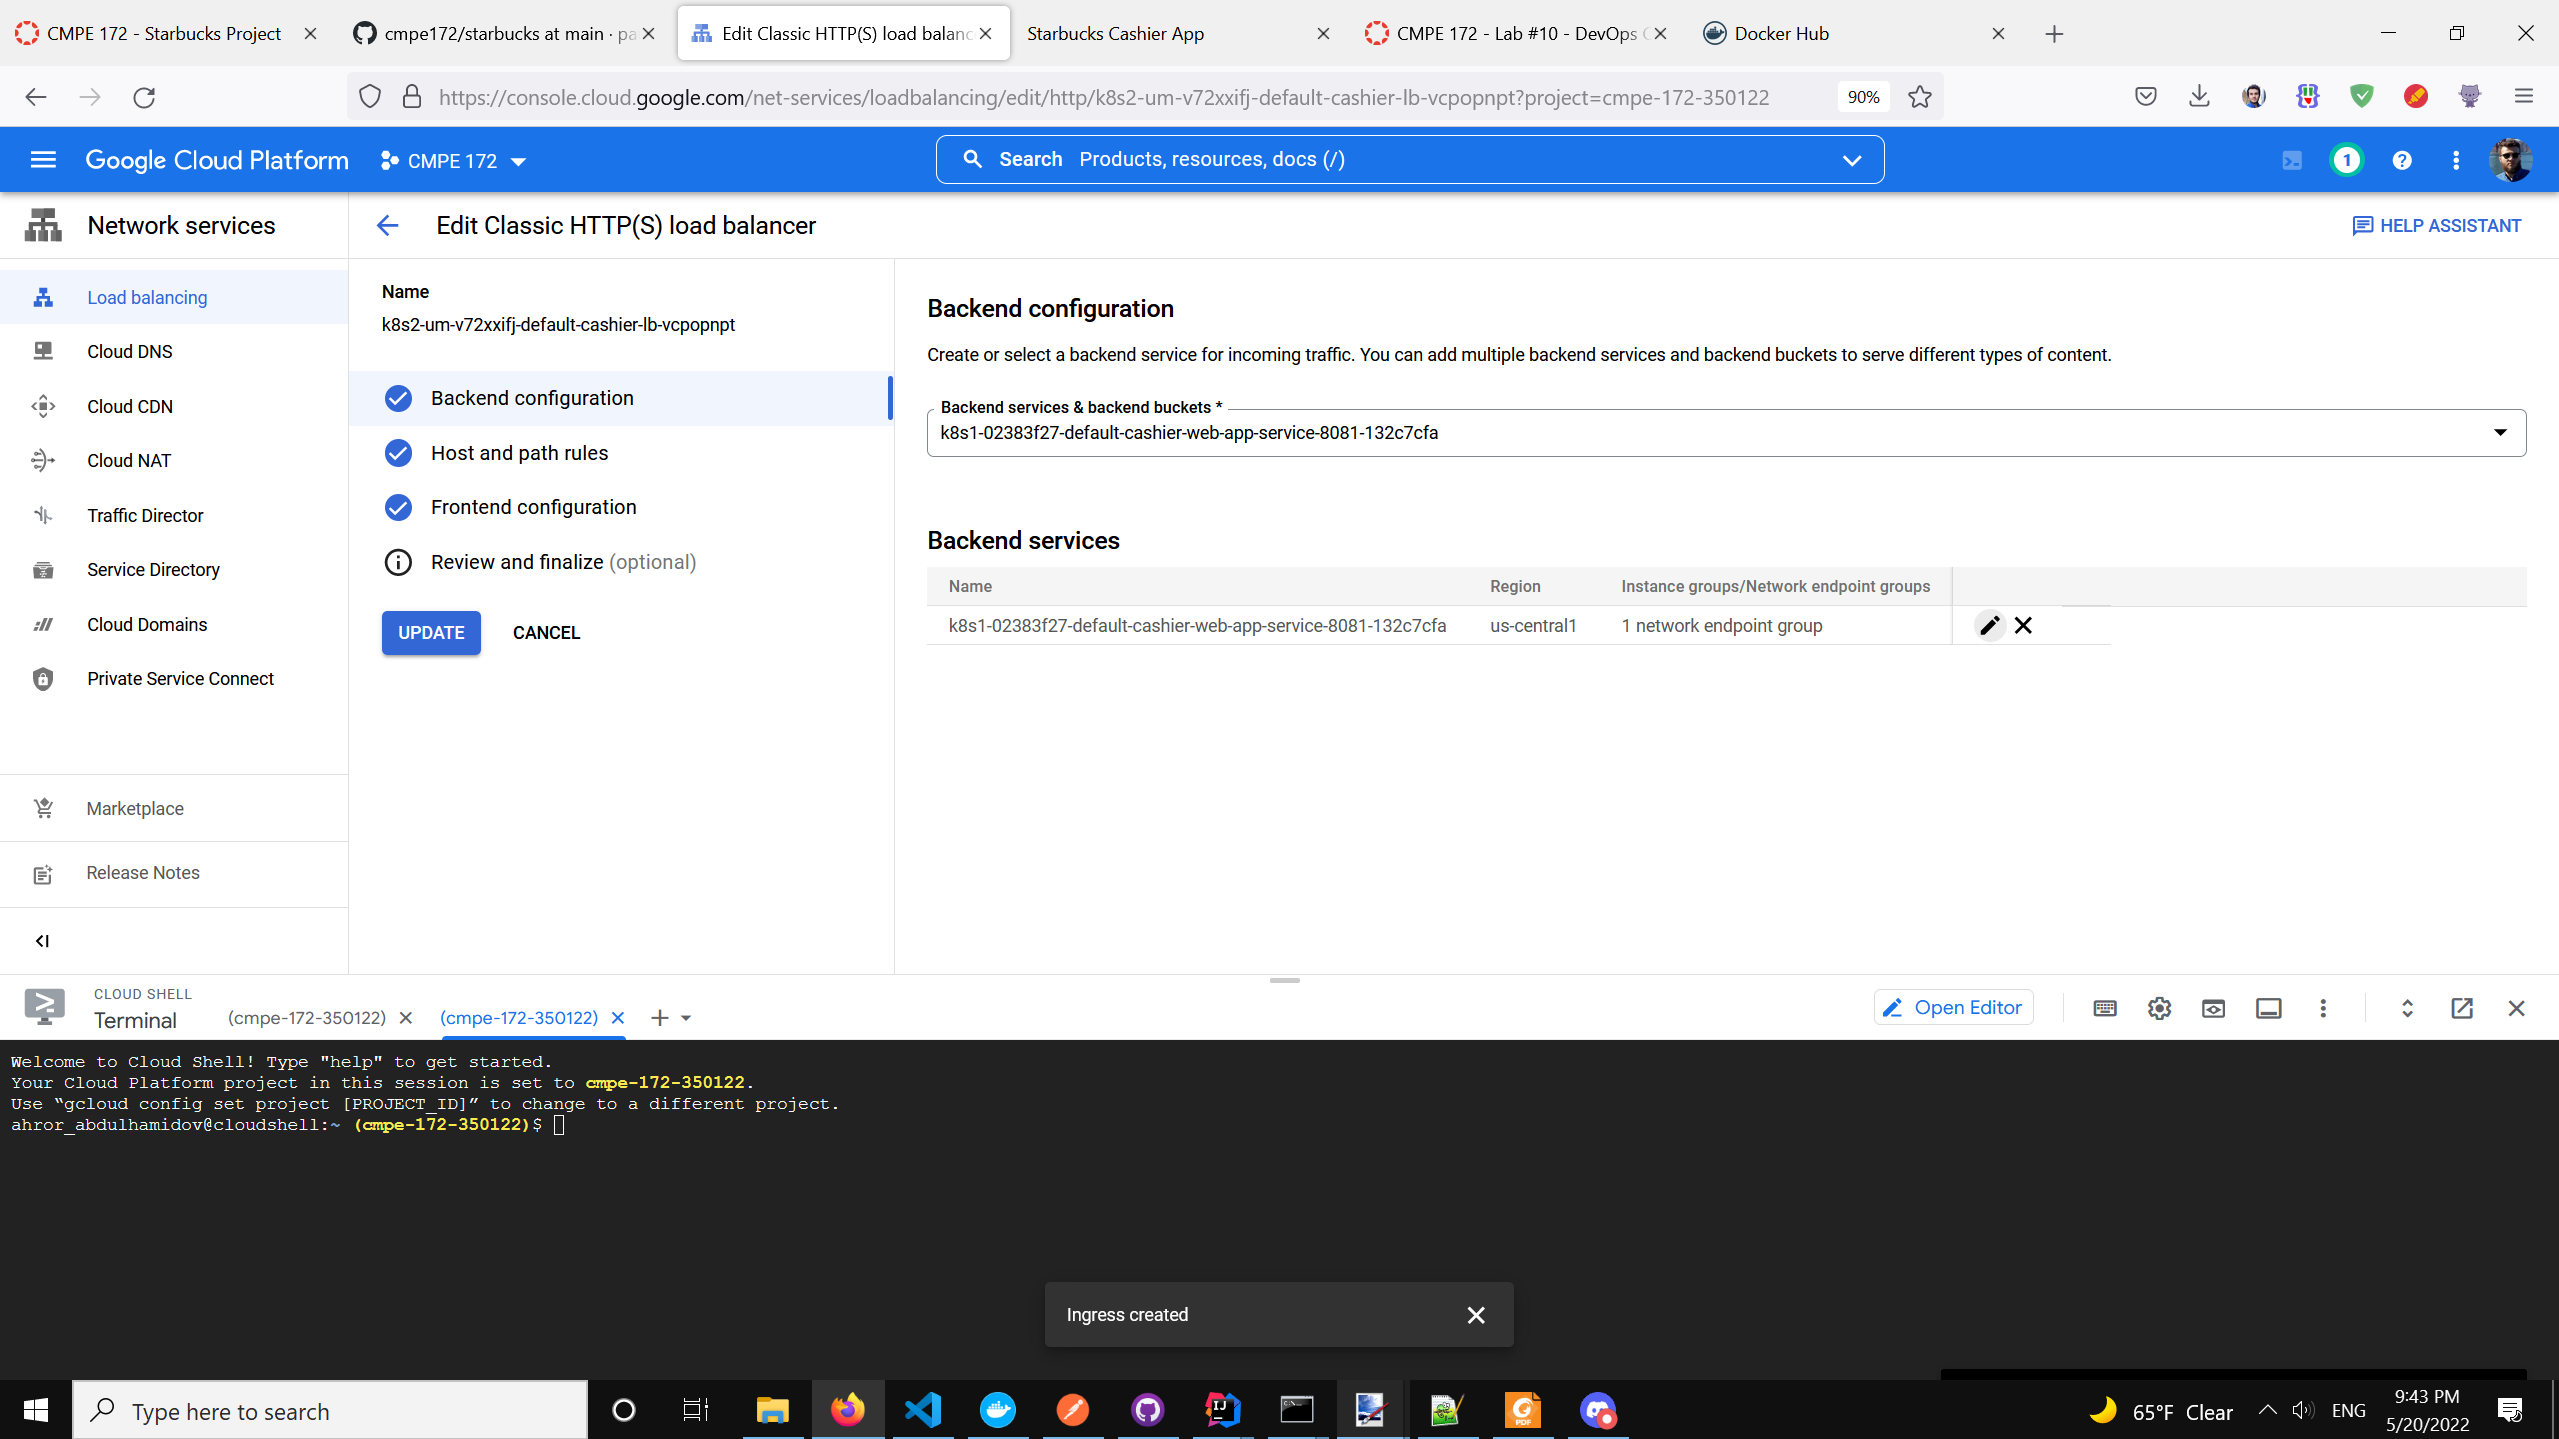 CMPE 172 - Starbucks Project
cmpe172/starbucks at main · pa
Edit Classic HTTP(S) load balanc
Starbucks Cashier App
CMPE 172 - Lab #10 - DevOps
Docker Hub
https://console.cloud.google.com/net-services/loadbalancing/edit/http/k8s2-um-v72xxifj-default-cashier-lb-vcpopnpt?project=cmpe-172-350122
90%
Google Cloud Platform
CMPE 172
Search Products, resources, docs (/)
1
Network services
Edit Classic HTTP(S) load balancer
HELP ASSISTANT
Load balancing
Cloud DNS
Cloud CDN
Cloud NAT
Traffic Director
Service Directory
Cloud Domains
Private Service Connect
Marketplace
Release Notes
Name
k8s2-um-v72xxifj-default-cashier-lb-vcpopnpt
Backend configuration
Host and path rules
Frontend configuration
Review and finalize (optional)
UPDATE CANCEL
Backend configuration
Create or select a backend service for incoming traffic. You can add multiple backend services and backend buckets to serve different types of content.
Backend services & backend buckets *
k8s1-02383f27-default-cashier-web-app-service-8081-132c7cfa
Backend services
Name Region Instance groups/Network endpoint groups
k8s1-02383f27-default-cashier-web-app-service-8081-132c7cfa us-central1 1 network endpoint group
CLOUD SHELL
Terminal
(cmpe-172-350122)
(cmpe-172-350122)
Open Editor
Welcome to Cloud Shell! Type "help" to get started.
Your Cloud Platform project in this session is set to cmpe-172-350122.
Use “gcloud config set project [PROJECT_ID]” to change to a different project.
ahror_abdulhamidov@cloudshell:~ (cmpe-172-350122)$
Ingress created
Type here to search
65°F Clear
ENG
9:43 PM
5/20/2022